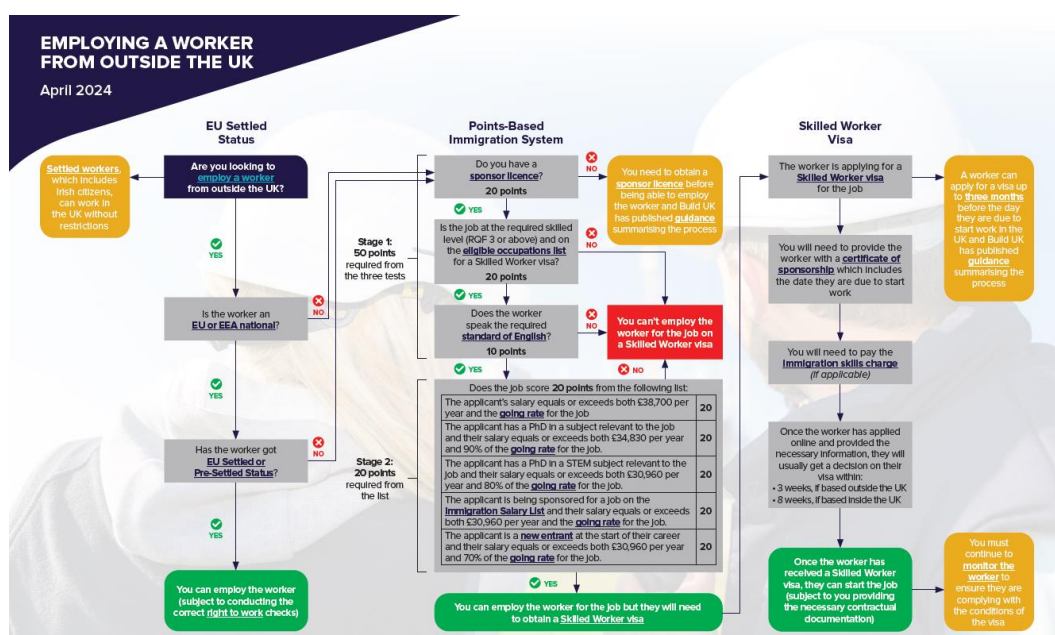 EMPLOYING A WORKER
FROM OUTSIDE THE UK
April 2024
EU Settled
Status
Settled workers,
which includes
Irish citizens,
can work in
the UK without
restrictions
Are you looking to
employ a worker
from outside the UK?
YES
Is the worker an
EU or EEA national?
NO
YES
Has the worker got
EU Settled or
Pre-Settled Status?
NO
YES
You can employ the worker
(subject to conducting the
correct right to work checks)
Points-Based
Immigration System
Stage 1:
50 points
required from
the three tests
Do you have a
sponsor licence?
20 points
NO
You need to obtain a
sponsor licence before
being able to employ
the worker and Build UK
has published guidance
summarising the process
YES
Is the job at the required skilled
level (RQF 3 or above) and on
the eligible occupations list
for a Skilled Worker visa?
20 points
NO
YES
Does the worker
speak the required
standard of English?
10 points
NO
You can't employ the
worker for the job on
a Skilled Worker visa
YES
NO
Stage 2:
20 points
required from
the list
Does the job score 20 points from the following list:
The applicant's salary equals or exceeds both £38,700 per
year and the going rate for the job
20
The applicant has a PhD in a subject relevant to the job
and their salary equals or exceeds both £34,830 per year
and 90% of the going rate for the job.
20
The applicant has a PhD in a STEM subject relevant to the
job and their salary equals or exceeds both £30,960 per
year and 80% of the going rate for the job.
20
The applicant is being sponsored for a job on the
Immigration Salary List and their salary equals or exceeds
both £30,960 per year and the going rate for the job.
20
The applicant is a new entrant at the start of their career
and their salary equals or exceeds both £30,960 per year
and 70% of the going rate for the job.
20
YES
You can employ the worker for the job but they will need
to obtain a Skilled Worker visa
Skilled Worker
Visa
The worker is applying for a
Skilled Worker visa
for the job
A worker can
apply for a visa up
to three months
before the day
they are due to
start work in the
UK and Build UK
has published
guidance
summarising the
process
You will need to provide the
worker with a certificate of
sponsorship which includes
the date they are due to start
work
You will need to pay the
immigration skills charge
(if applicable)
Once the worker has applied
online and provided the
necessary information, they will
usually get a decision on their
visa within:
• 3 weeks, if based outside the UK
• 8 weeks, if based inside the UK
Once the worker has
received a Skilled Worker
visa, they can start the job
(subject to you providing
the necessary contractual
documentation)
You must
continue to
monitor the
worker to
ensure they are
complying with
the conditions of
the visa